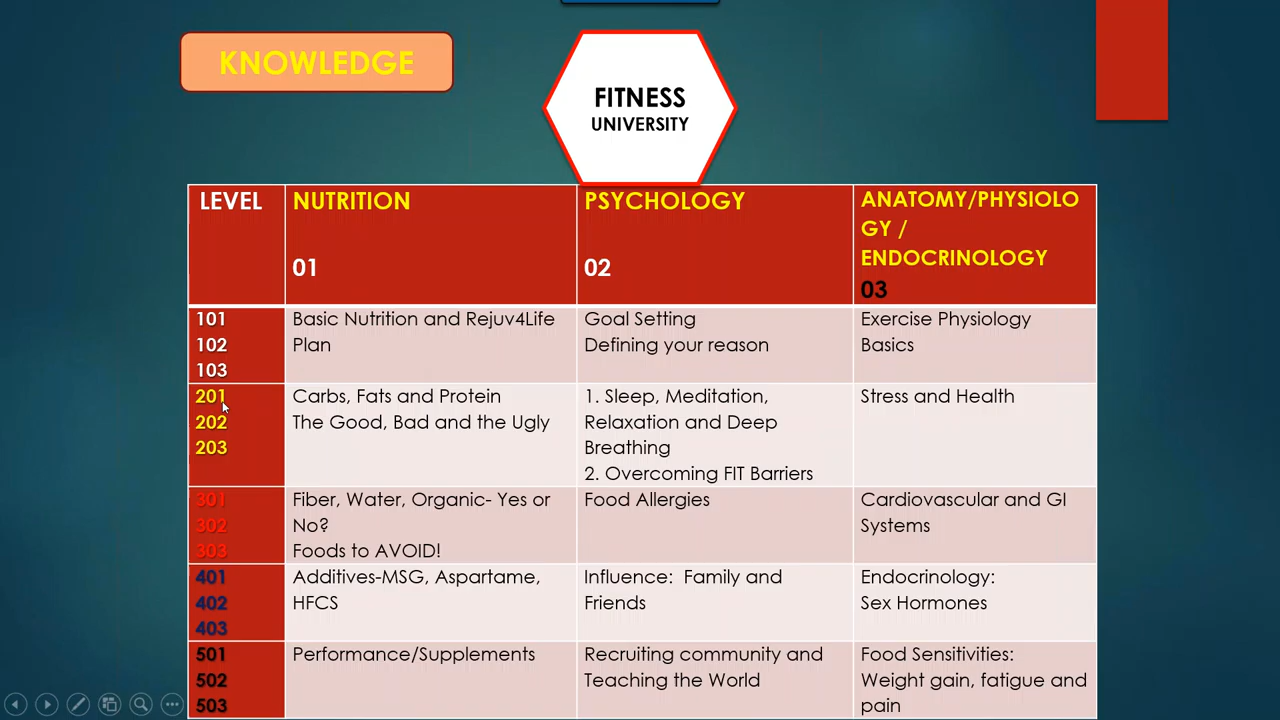 KNOWLEDGE
FITNESS
UNIVERSITY
LEVEL
NUTRITION
01
PSYCHOLOGY
02
ANATOMY/PHYSIOLO
GY /
ENDOCRINOLOGY
03
101
102
103
Basic Nutrition and Rejuv4Life
Plan
Goal Setting
Defining your reason
Exercise Physiology
Basics
201
202
203
Carbs, Fats and Protein
The Good, Bad and the Ugly
1. Sleep, Meditation,
Relaxation and Deep
Breathing
2. Overcoming FIT Barriers
Stress and Health
301
302
303
Fiber, Water, Organic- Yes or
No?
Foods to AVOID!
Food Allergies
Cardiovascular and GI
Systems
401
402
403
Additives-MSG, Aspartame,
HFCS
Influence:  Family and
Friends
Endocrinology:
Sex Hormones
501
502
503
Performance/Supplements
Recruiting community and
Teaching the World
Food Sensitivities:
Weight gain, fatigue and
pain